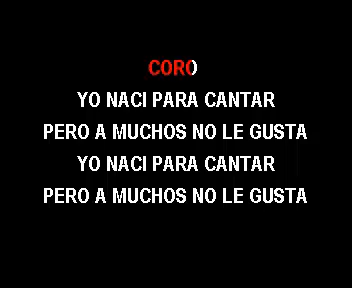 CORO
YO NACI PARA CANTAR
PERO A MUCHOS NO LE GUSTA
YO NACI PARA CANTAR
PERO A MUCHOS NO LE GUSTA